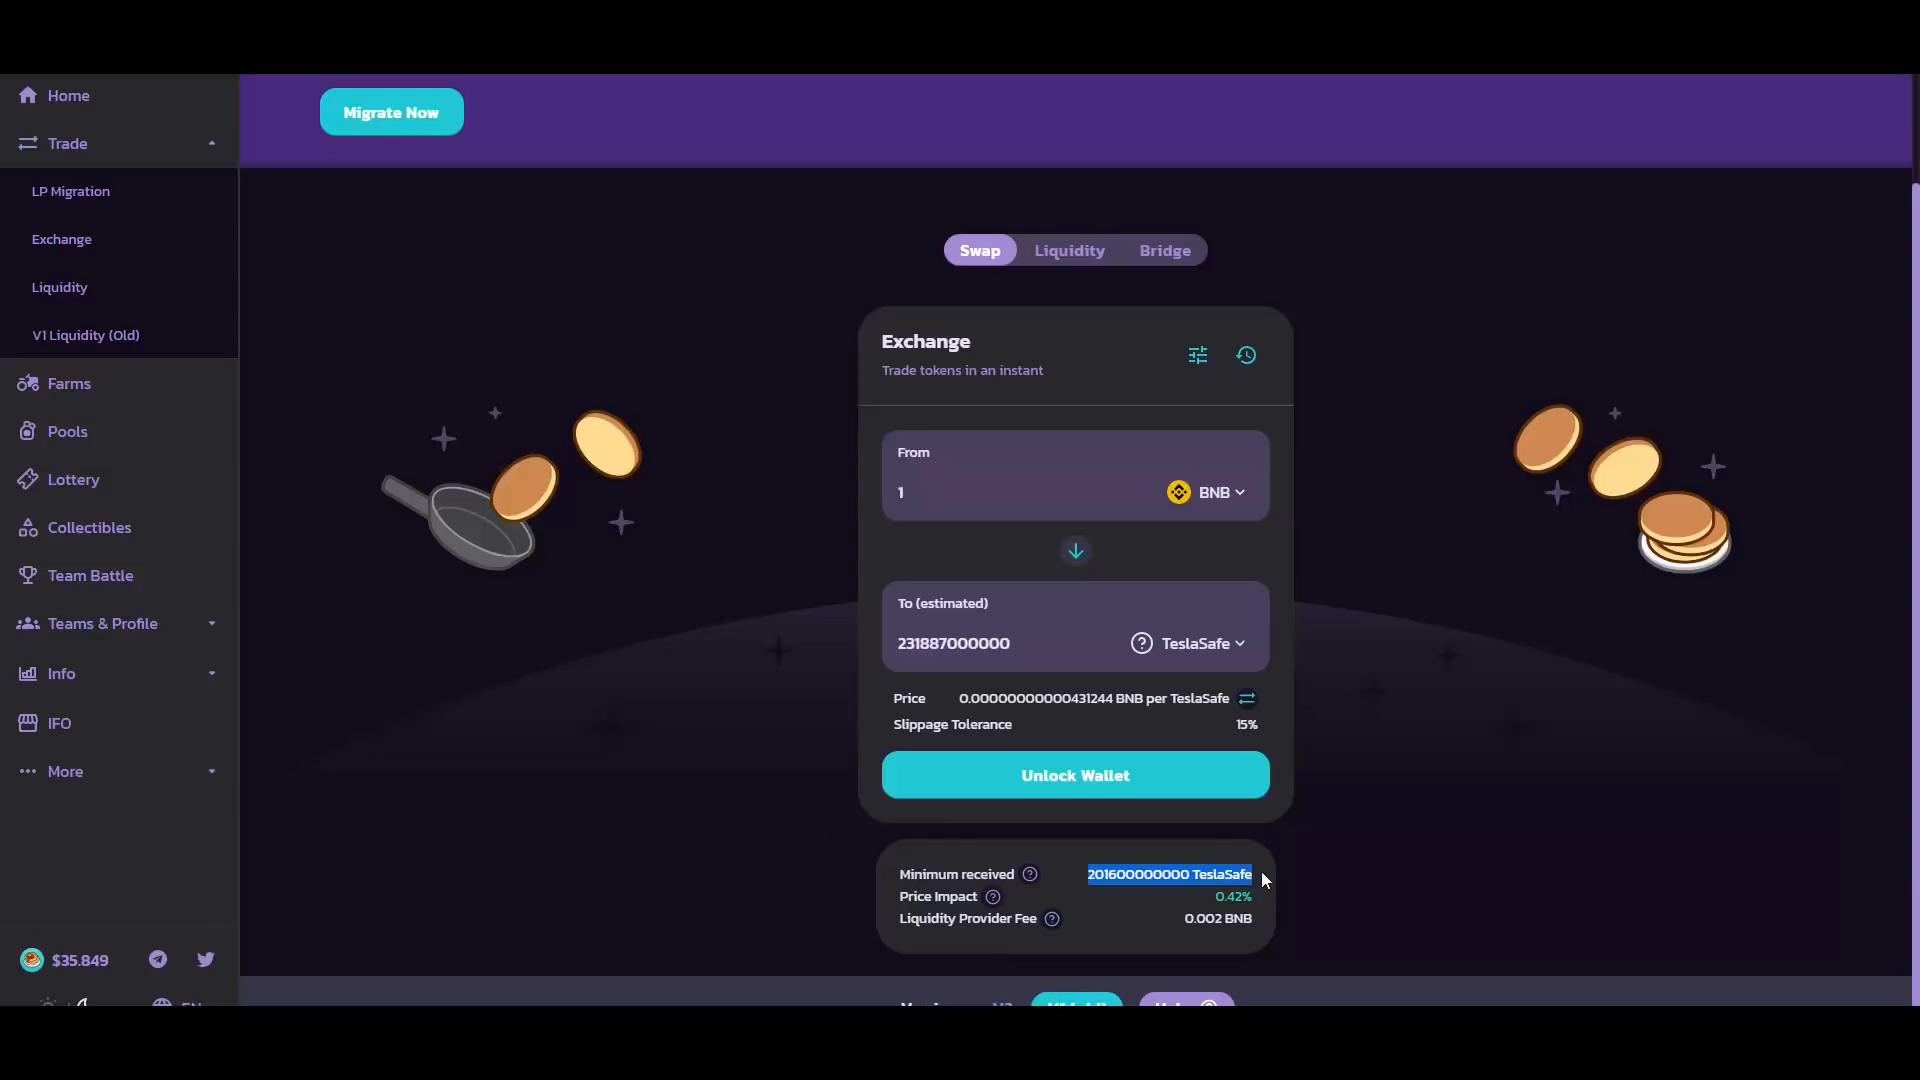 Home
Trade
LP Migration
Exchange
Liquidity
V1 Liquidity (Old)
Farms
Pools
Lottery
Collectibles
Team Battle
Teams & Profile
Info
IFO
More
$35.849
Migrate Now
Swap
Liquidity
Bridge
Exchange
Trade tokens in an instant
From
1
BNB
To (estimated)
231887000000
TeslaSafe
Price
0.00000000000431244 BNB per TeslaSafe
Slippage Tolerance
15%
Unlock Wallet
Minimum received
201600000000 TeslaSafe
Price Impact
0.42%
Liquidity Provider Fee
0.002 BNB